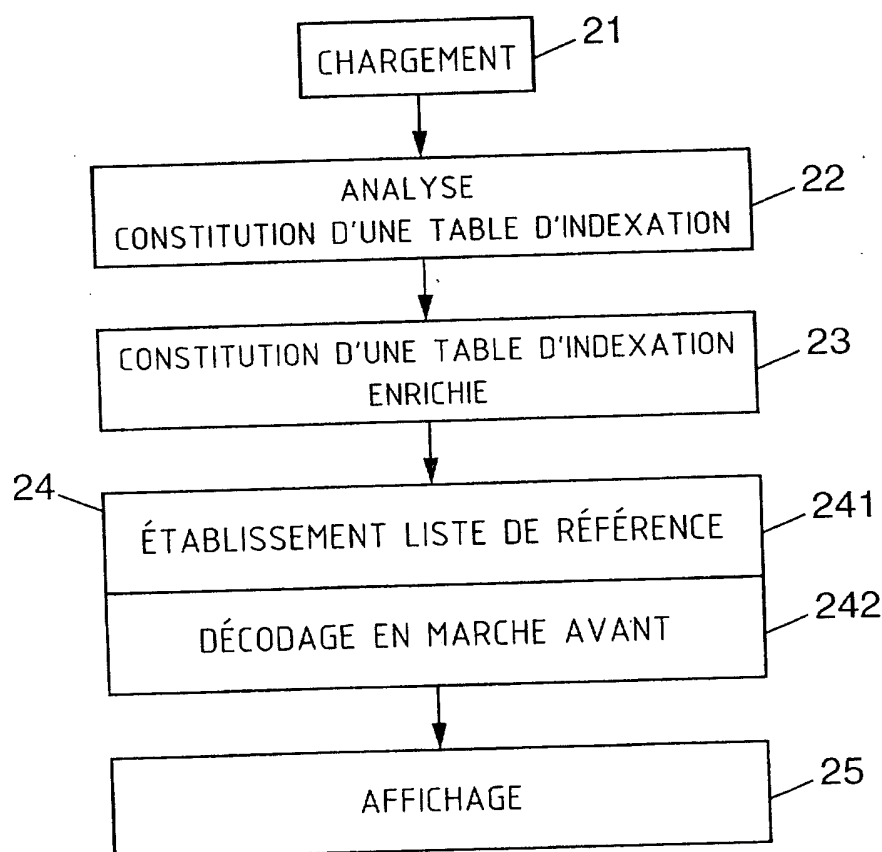 CHARGEMENT
21
ANALYSE
CONSTITUTION D'UNE TABLE D'INDEXATION
22
CONSTITUTION D'UNE TABLE D'INDEXATION
ENRICHIE
23
24
ÉTABLISSEMENT LISTE DE RÉFÉRENCE
241
DÉCODAGE EN MARCHE AVANT
242
AFFICHAGE
25